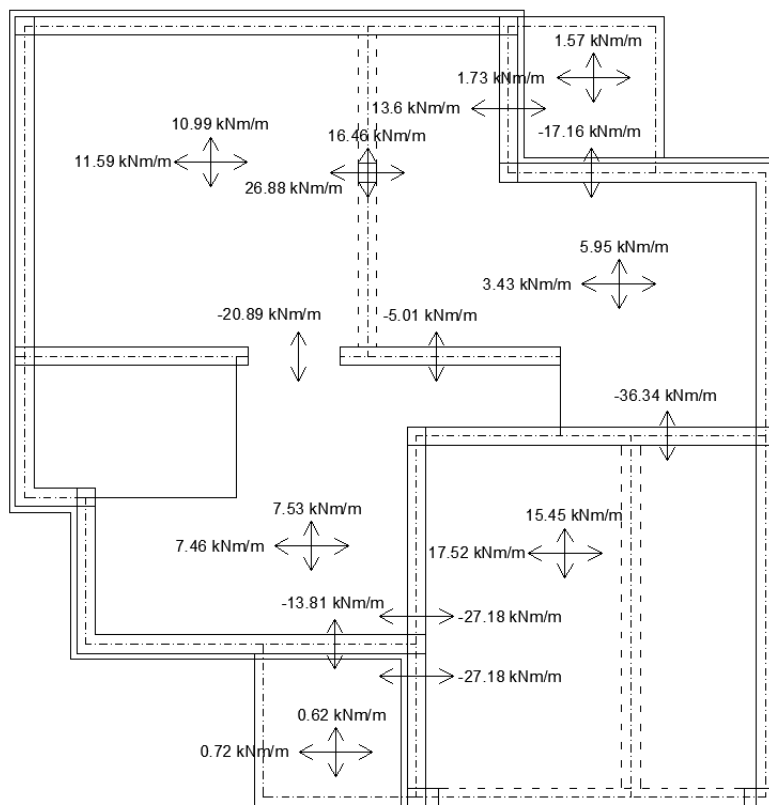 1.57 kNm/m
1.73 kNm/m
13.6 kNm/m
10.99 kNm/m
16.46 kNm/m
-17.16 kNm/m
11.59 kNm/m
26.88 kNm/m
5.95 kNm/m
3.43 kNm/m
-20.89 kNm/m
-5.01 kNm/m
-36.34 kNm/m
7.53 kNm/m
15.45 kNm/m
7.46 kNm/m
17.52 kNm/m
-13.81 kNm/m
-27.18 kNm/m
-27.18 kNm/m
0.62 kNm/m
0.72 kNm/m